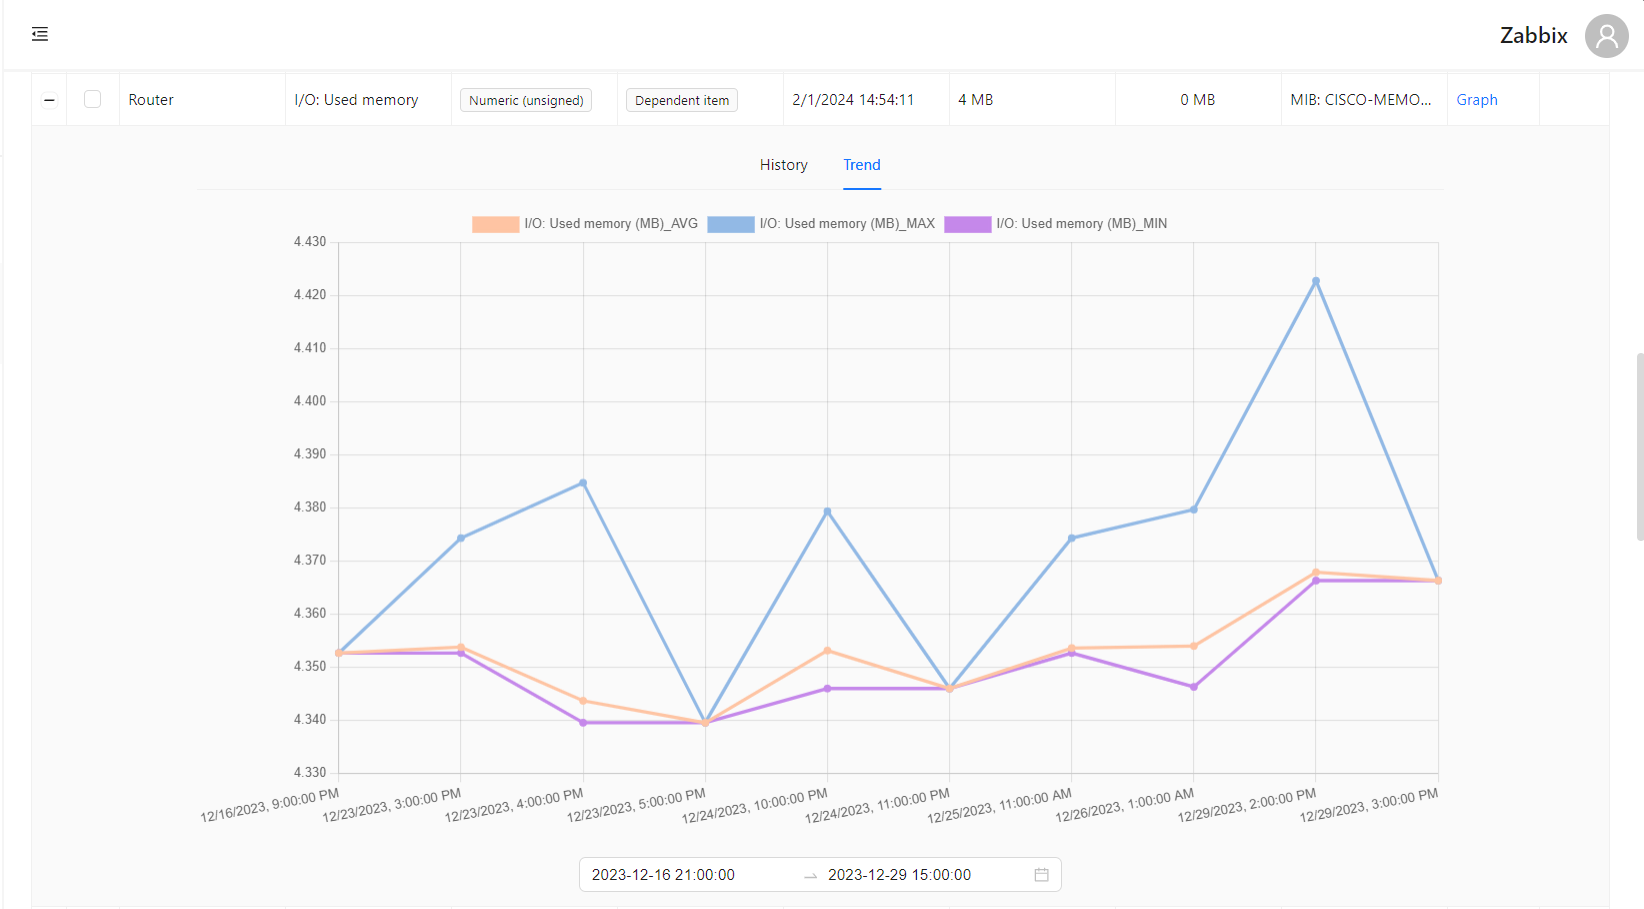 Zabbix
Router I/O: Used memory Numeric (unsigned) Dependent item 2/1/2024 14:54:11 4 MB 0 MB MIB: CISCO-MEMO... Graph
History Trend
I/O: Used memory (MB)_AVG I/O: Used memory (MB)_MAX I/O: Used memory (MB)_MIN
4.430
4.420
4.410
4.400
4.390
4.380
4.370
4.360
4.350
4.340
4.330
12/16/2023, 9:00:00 PM
12/23/2023, 3:00:00 PM
12/23/2023, 4:00:00 PM
12/23/2023, 5:00:00 PM
12/24/2023, 10:00:00 PM
12/24/2023, 11:00:00 PM
12/25/2023, 11:00:00 AM
12/26/2023, 1:00:00 AM
12/29/2023, 2:00:00 PM
12/29/2023, 3:00:00 PM
2023-12-16 21:00:00 → 2023-12-29 15:00:00